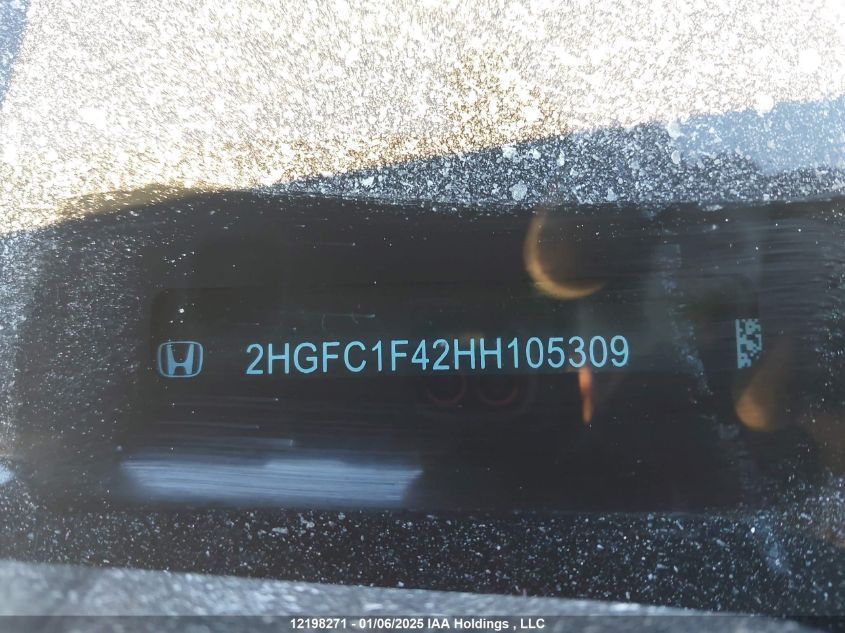 2HGFC1F42HH105309
12198271 - 01/06/2025 IAA Holdings , LLC